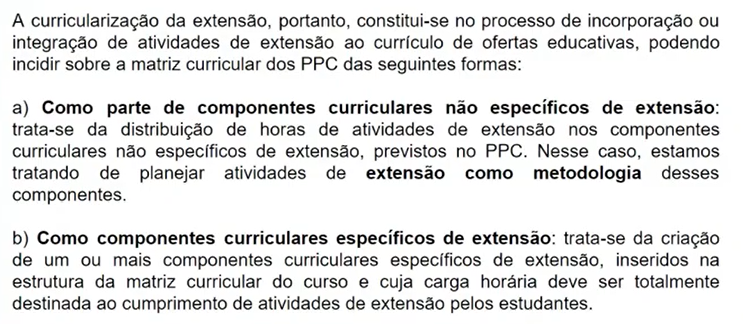 A curricularização da extensão, portanto, constitui-se no processo de incorporação ou
integração de atividades de extensão ao currículo de ofertas educativas, podendo
incidir sobre a matriz curricular dos PPC das seguintes formas:
a) Como parte de componentes curriculares não específicos de extensão:
trata-se da distribuição de horas de atividades de extensão nos componentes
curriculares não específicos de extensão, previstos no PPC. Nesse caso, estamos
tratando de planejar atividades de extensão como metodologia desses
componentes.
b) Como componentes curriculares específicos de extensão: trata-se da criação
de um ou mais componentes curriculares específicos de extensão, inseridos na
estrutura da matriz curricular do curso e cuja carga horária deve ser totalmente
destinada ao cumprimento de atividades de extensão pelos estudantes.